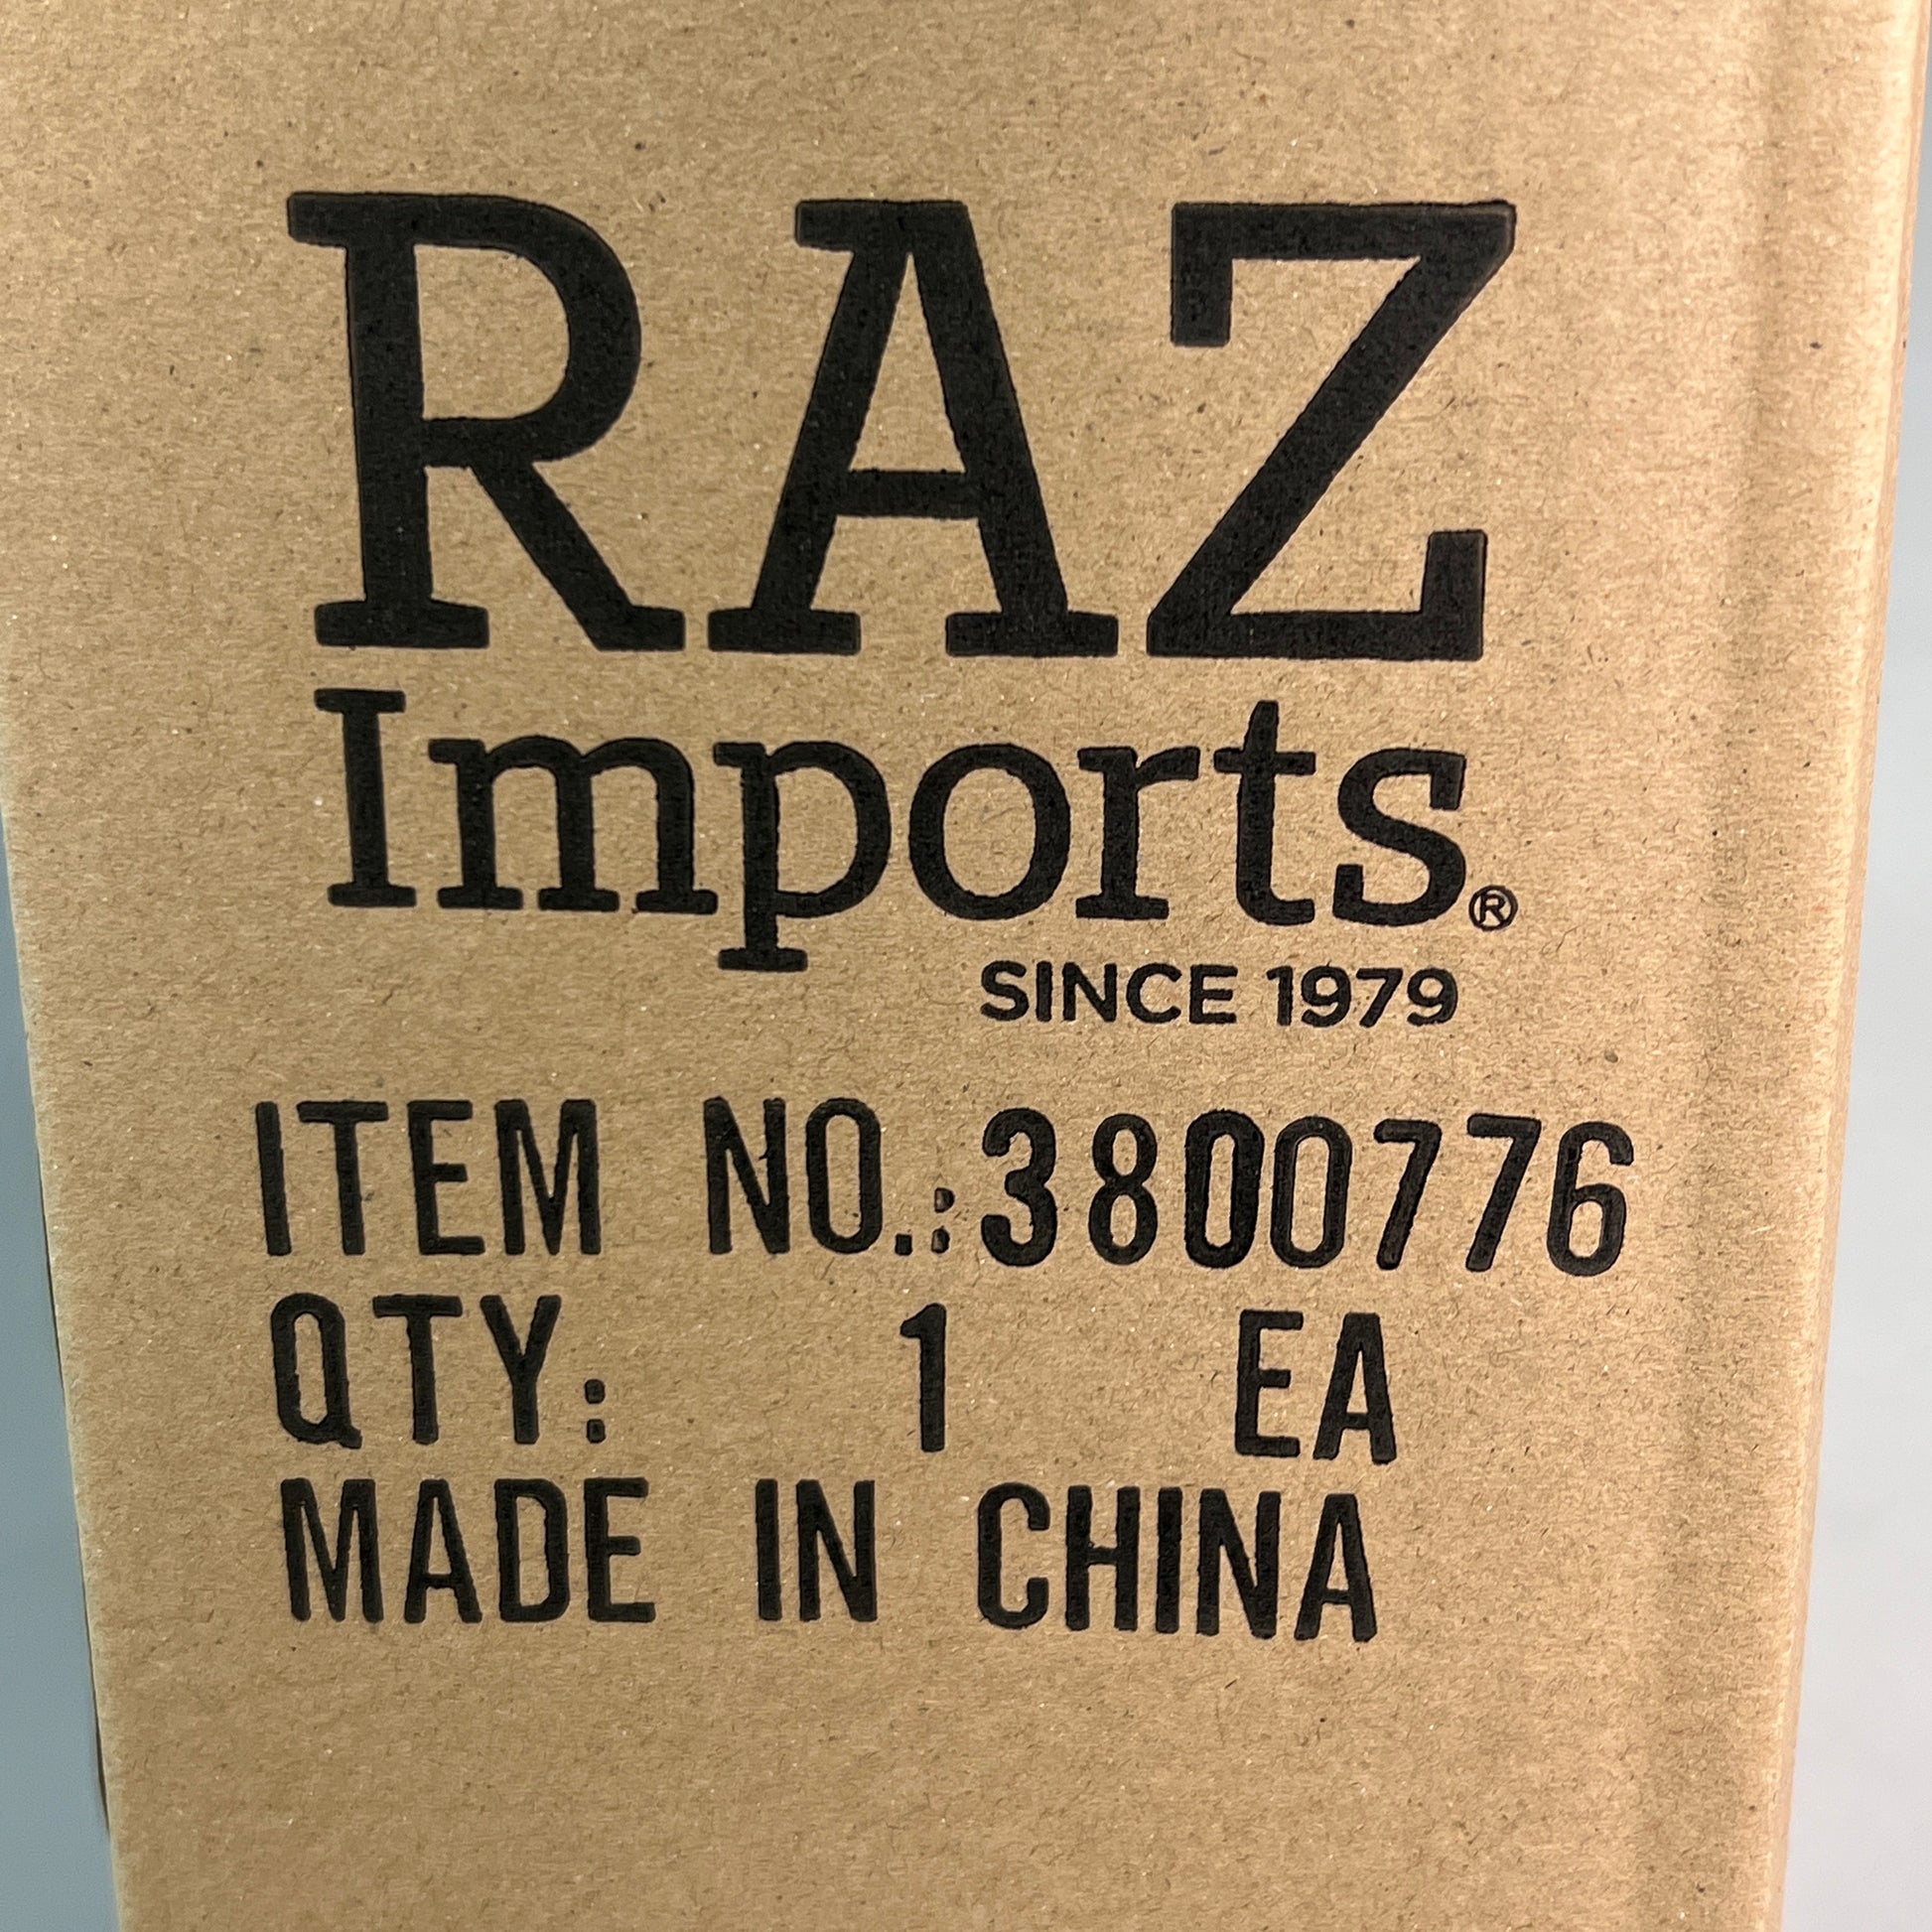 RAZ
Imports®
SINCE 1979
ITEM NO.:3800776
QTY: 1 EA
MADE IN CHINA